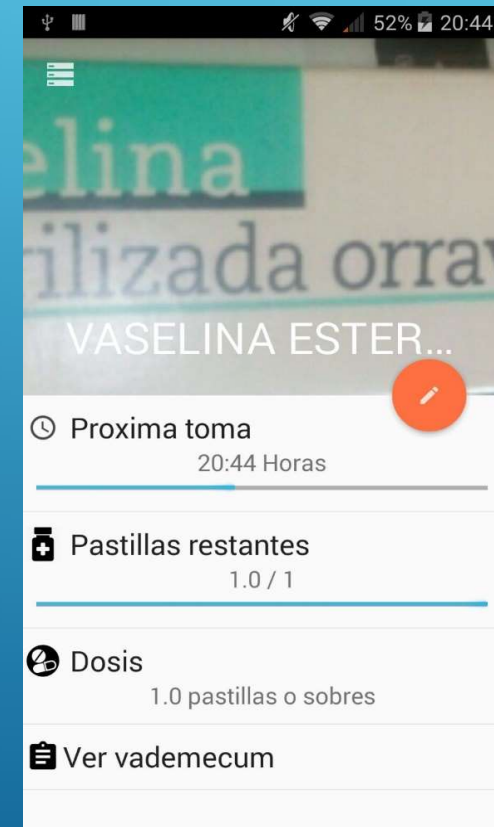 52% 20:44
elina
rilizada orrav
VASELINA ESTER...
Proxima toma
20:44 Horas
Pastillas restantes
1.0 / 1
Dosis
1.0 pastillas o sobres
Ver vademecum